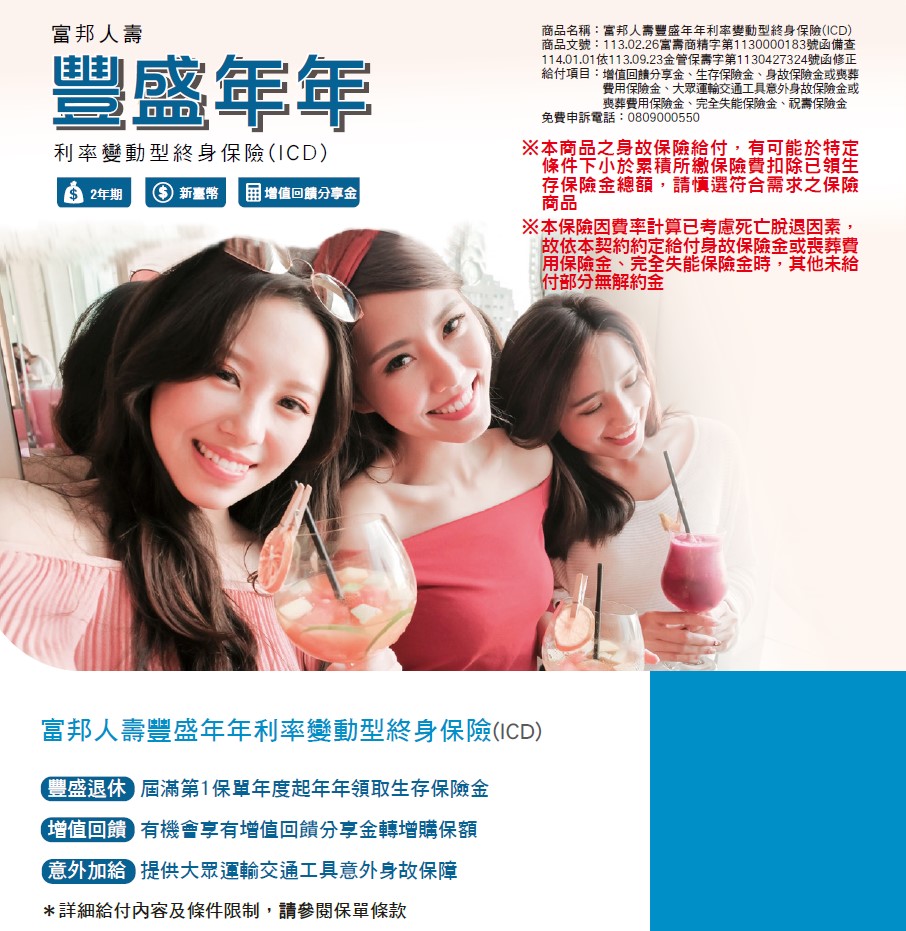 富邦人壽
豐盛年年
利率變動型終身保險(ICD)
2年期
新臺幣
增值回饋分享金
商品名稱：富邦人壽豐盛年年利率變動型終身保險(ICD)
商品文號：113.02.26富壽商精字第1130000183號函備查
114.01.01依113.09.23金管保壽字第1130427324號函修正
給付項目：增值回饋分享金、生存保險金、身故保險金或喪葬
費用保險金、大眾運輸交通工具意外身故保險金或
喪葬費用保險金、完全失能保險金、祝壽保險金
免費申訴電話：0809000550
※本商品之身故保險給付，有可能於特定
條件下小於累積所繳保險費扣除已領生
存保險金總額，請慎選符合需求之保險
商品
※本保險因費率計算已考慮死亡脫退因素，
故依本契約約定給付身故保險金或喪葬費
用保險金、完全失能保險金時，其他未給
付部分無解約金
富邦人壽豐盛年年利率變動型終身保險(ICD)
豐盛退休 屆滿第1保單年度起年年領取生存保險金
增值回饋 有機會享有增值回饋分享金轉增購保額
意外加給 提供大眾運輸交通工具意外身故保障
＊詳細給付內容及條件限制，請參閱保單條款